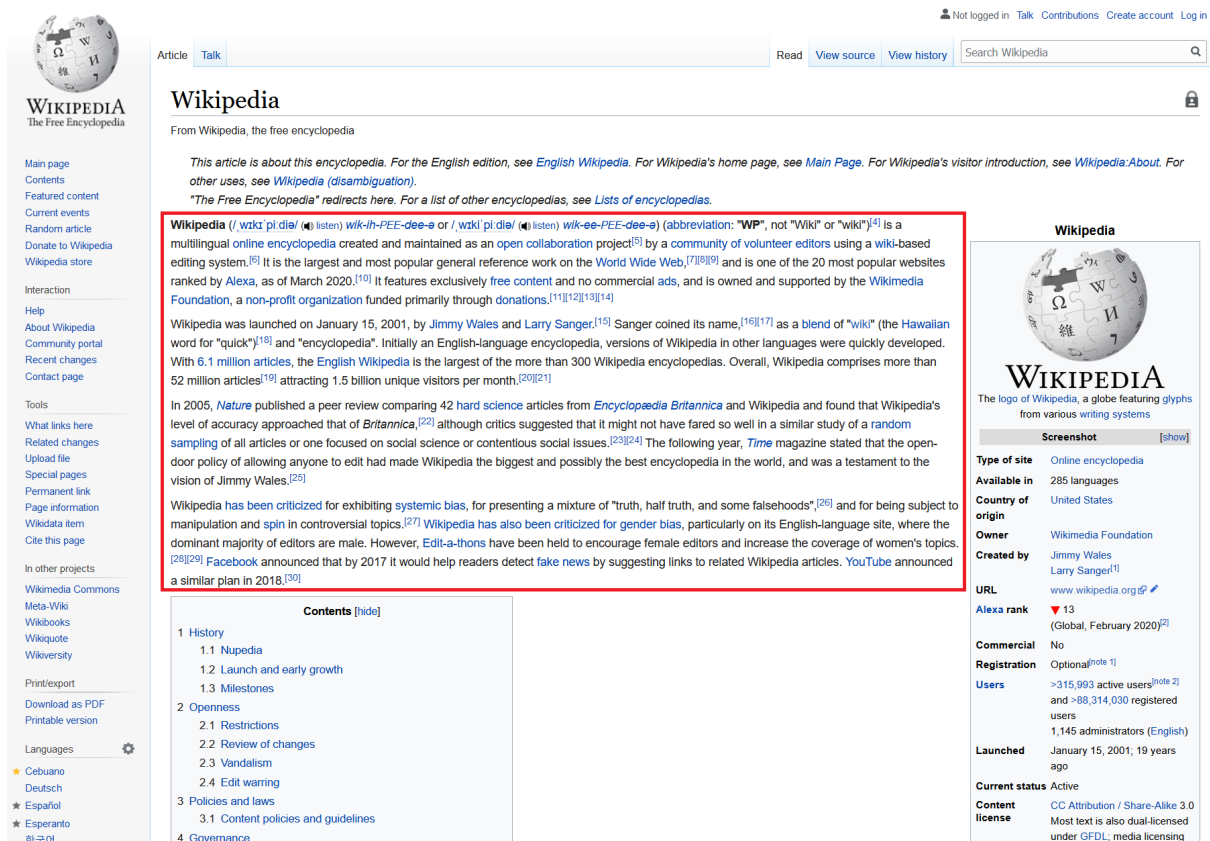 Not logged in Talk Contributions Create account Log in
WIKIPEDIA
The Free Encyclopedia
Article Talk
Read View source View history
Search Wikipedia
Main page
Contents
Featured content
Current events
Random article
Donate to Wikipedia
Wikipedia store
Interaction
Help
About Wikipedia
Community portal
Recent changes
Contact page
Tools
What links here
Related changes
Upload file
Special pages
Permanent link
Page information
Wikidata item
Cite this page
In other projects
Wikimedia Commons
Meta-Wiki
Wikibooks
Wikiquote
Wikiversity
Print/export
Download as PDF
Printable version
Languages
Cebuano
Deutsch
Español
Esperanto
한국어
Wikipedia
From Wikipedia, the free encyclopedia
This article is about this encyclopedia. For the English edition, see English Wikipedia. For Wikipedia's home page, see Main Page. For Wikipedia's visitor introduction, see Wikipedia:About. For
other uses, see Wikipedia (disambiguation).
"The Free Encyclopedia" redirects here. For a list of other encyclopedias, see Lists of encyclopedias.
Wikipedia (/ˌwɪkɪˈpiːdiə/ (listen) wik-ih-PEE-dee-ə or /ˌwɪkiˈpiːdiə/ (listen) wik-ee-PEE-dee-ə) (abbreviation: "WP", not "Wiki" or "wiki")[4] is a
multilingual online encyclopedia created and maintained as an open collaboration project[5] by a community of volunteer editors using a wiki-based
editing system.[6] It is the largest and most popular general reference work on the World Wide Web,[7][8][9] and is one of the 20 most popular websites
ranked by Alexa, as of March 2020.[10] It features exclusively free content and no commercial ads, and is owned and supported by the Wikimedia
Foundation, a non-profit organization funded primarily through donations.[11][12][13][14]
Wikipedia was launched on January 15, 2001, by Jimmy Wales and Larry Sanger.[15] Sanger coined its name,[16][17] as a blend of "wiki" (the Hawaiian
word for "quick")[18] and "encyclopedia". Initially an English-language encyclopedia, versions of Wikipedia in other languages were quickly developed.
With 6.1 million articles, the English Wikipedia is the largest of the more than 300 Wikipedia encyclopedias. Overall, Wikipedia comprises more than
52 million articles[19] attracting 1.5 billion unique visitors per month.[20][21]
In 2005, Nature published a peer review comparing 42 hard science articles from Encyclopædia Britannica and Wikipedia and found that Wikipedia's
level of accuracy approached that of Britannica,[22] although critics suggested that it might not have fared so well in a similar study of a random
sampling of all articles or one focused on social science or contentious social issues.[23][24] The following year, Time magazine stated that the open-
door policy of allowing anyone to edit had made Wikipedia the biggest and possibly the best encyclopedia in the world, and was a testament to the
vision of Jimmy Wales.[25]
Wikipedia has been criticized for exhibiting systemic bias, for presenting a mixture of "truth, half truth, and some falsehoods",[26] and for being subject to
manipulation and spin in controversial topics.[27] Wikipedia has also been criticized for gender bias, particularly on its English-language site, where the
dominant majority of editors are male. However, Edit-a-thons have been held to encourage female editors and increase the coverage of women's topics.
[28][29] Facebook announced that by 2017 it would help readers detect fake news by suggesting links to related Wikipedia articles. YouTube announced
a similar plan in 2018.[30]
Contents [hide]
1 History
1.1 Nupedia
1.2 Launch and early growth
1.3 Milestones
2 Openness
2.1 Restrictions
2.2 Review of changes
2.3 Vandalism
2.4 Edit warring
3 Policies and laws
3.1 Content policies and guidelines
4 Governance
Wikipedia
Ω W И 維 7
WIKIPEDIA
The logo of Wikipedia, a globe featuring glyphs
from various writing systems
Screenshot [show]
Type of site Online encyclopedia
Available in 285 languages
Country of United States
origin
Owner Wikimedia Foundation
Created by Jimmy Wales
Larry Sanger[1]
URL www.wikipedia.org
Alexa rank ▼ 13
(Global, February 2020)[2]
Commercial No
Registration Optional[note 1]
Users >315,993 active users[note 2]
and >88,314,030 registered
users
1,145 administrators (English)
Launched January 15, 2001; 19 years
ago
Current status Active
Content CC Attribution / Share-Alike 3.0
license Most text is also dual-licensed
under GFDL; media licensing